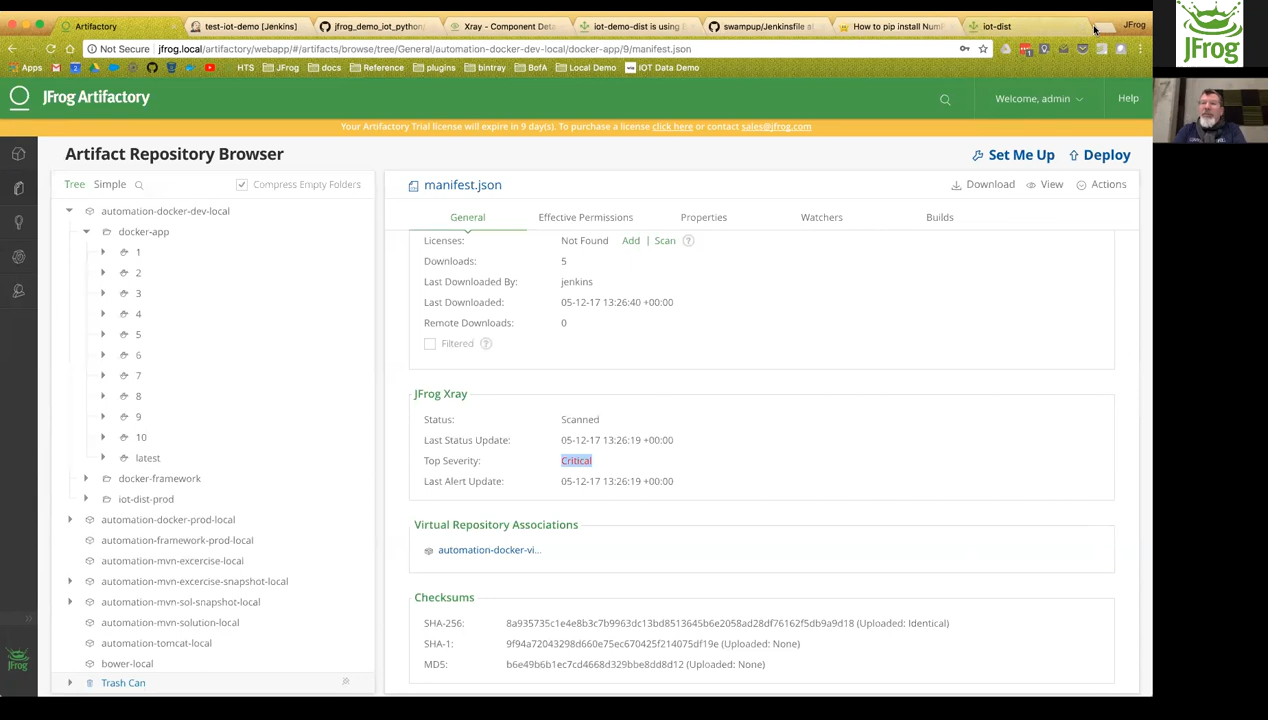 Artifactory
test-iot-demo [Jenkins]
jfrog_demo_iot_python/
Xray - Component Deta
iot-demo-dist is using
swampup/Jenkinsfile a
How to pip install Num
iot-dist
JFrog
Not Secure
jfrog.local/artifactory/webapp/#/artifacts/browse/tree/General/automation-docker-dev-local/docker-app/9/manifest.json
Apps
HTS
JFrog
docs
Reference
plugins
bintray
BofA
Local Demo
IOT Data Demo
JFrog
JFrog Artifactory
Welcome, admin
Help
Your Artifactory Trial license will expire in 9 day(s). To purchase a license click here or contact sales@jfrog.com
Artifact Repository Browser
Set Me Up
Deploy
Tree
Simple
Compress Empty Folders
automation-docker-dev-local
docker-app
1
2
3
4
5
6
7
8
9
10
latest
docker-framework
iot-dist-prod
automation-docker-prod-local
automation-framework-prod-local
automation-mvn-excercise-local
automation-mvn-excercise-snapshot-local
automation-mvn-sol-snapshot-local
automation-mvn-solution-local
automation-tomcat-local
bower-local
Trash Can
JFrog
manifest.json
Download
View
Actions
General
Effective Permissions
Properties
Watchers
Builds
Licenses: Not Found Add | Scan ?
Downloads: 5
Last Downloaded By: jenkins
Last Downloaded: 05-12-17 13:26:40 +00:00
Remote Downloads: 0
Filtered ?
JFrog Xray
Status: Scanned
Last Status Update: 05-12-17 13:26:19 +00:00
Top Severity: Critical
Last Alert Update: 05-12-17 13:26:19 +00:00
Virtual Repository Associations
automation-docker-vi...
Checksums
SHA-256: 8a935735c1e4e8b3c7b9963dc13bd8513645b6e2058ad28df76162f5db9a9d18 (Uploaded: Identical)
SHA-1: 9f94a72043298d660e75ec670425f214075df19e (Uploaded: None)
MD5: b6e49b6b1ec7cd4668d329bbe8dd8d12 (Uploaded: None)